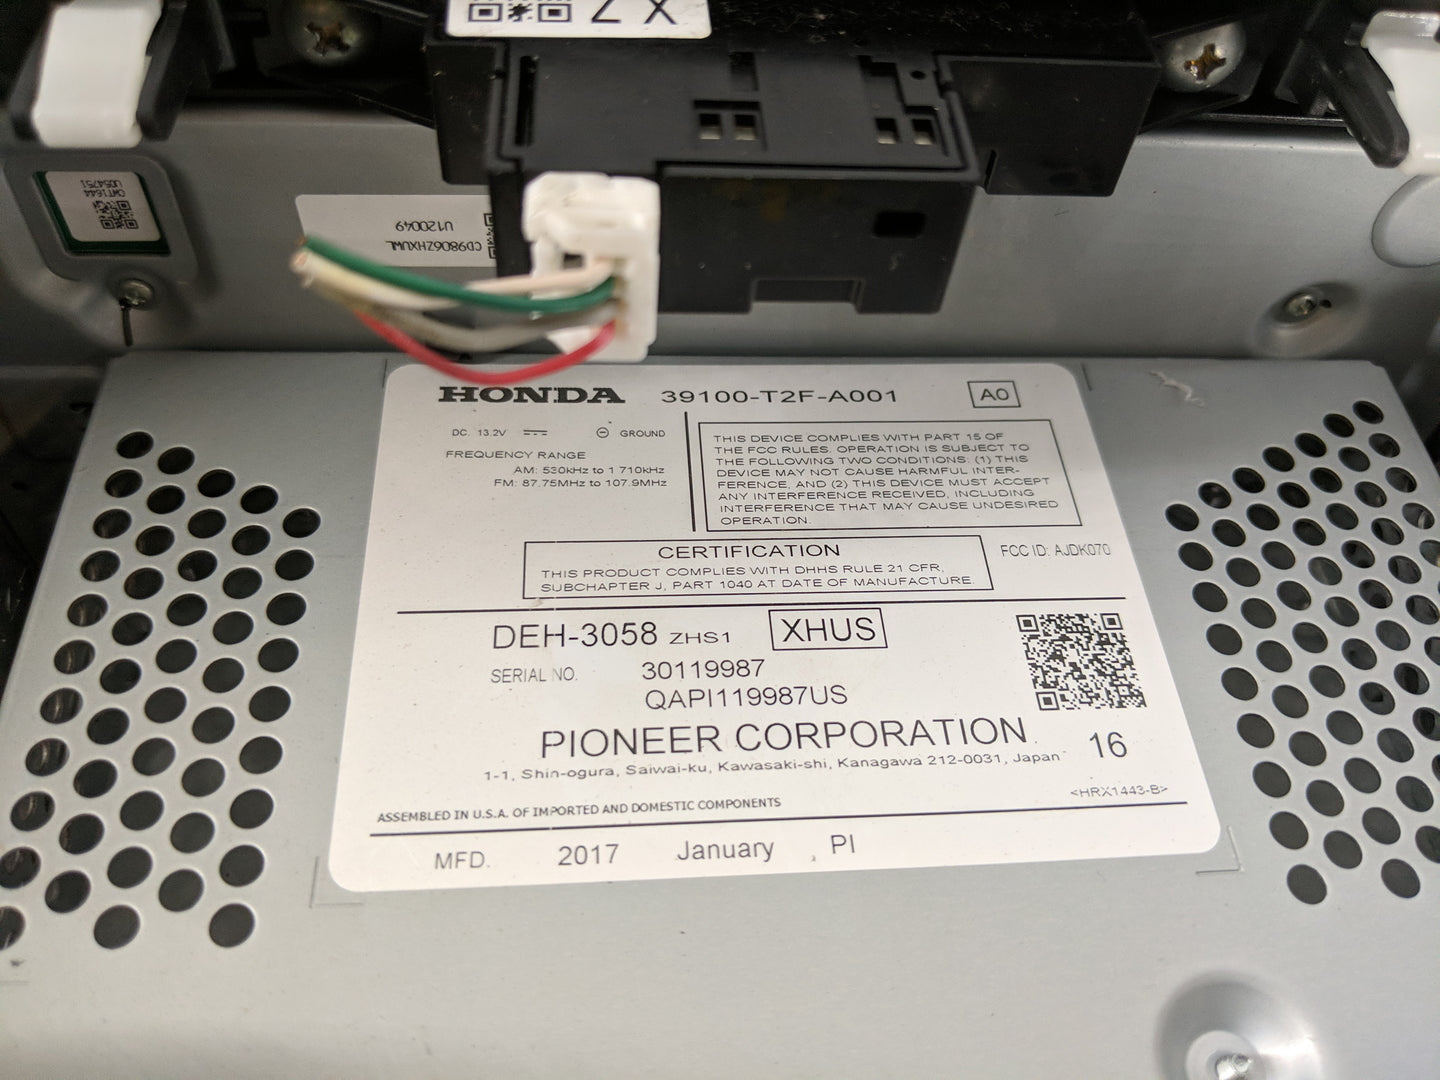 X Z
CWT1644
U054751
U120049
CD9806ZHXUWL
HONDA 39100-T2F-A001 A0
DC. 13.2V GROUND
FREQUENCY RANGE
AM: 530kHz to 1 710kHz
FM: 87.75MHz to 107.9MHz
THIS DEVICE COMPLIES WITH PART 15 OF
THE FCC RULES. OPERATION IS SUBJECT TO
THE FOLLOWING TWO CONDITIONS: (1) THIS
DEVICE MAY NOT CAUSE HARMFUL INTER-
FERENCE, AND (2) THIS DEVICE MUST ACCEPT
ANY INTERFERENCE RECEIVED, INCLUDING
INTERFERENCE THAT MAY CAUSE UNDESIRED
OPERATION.
CERTIFICATION
THIS PRODUCT COMPLIES WITH DHHS RULE 21 CFR,
SUBCHAPTER J, PART 1040 AT DATE OF MANUFACTURE.
FCC ID: AJDK070
DEH-3058 ZHS1 XHUS
SERIAL NO. 30119987
QAPI119987US
PIONEER CORPORATION 16
1-1, Shin-ogura, Saiwai-ku, Kawasaki-shi, Kanagawa 212-0031, Japan
<HRX1443-B>
ASSEMBLED IN U.S.A. OF IMPORTED AND DOMESTIC COMPONENTS
MFD. 2017 January , PI